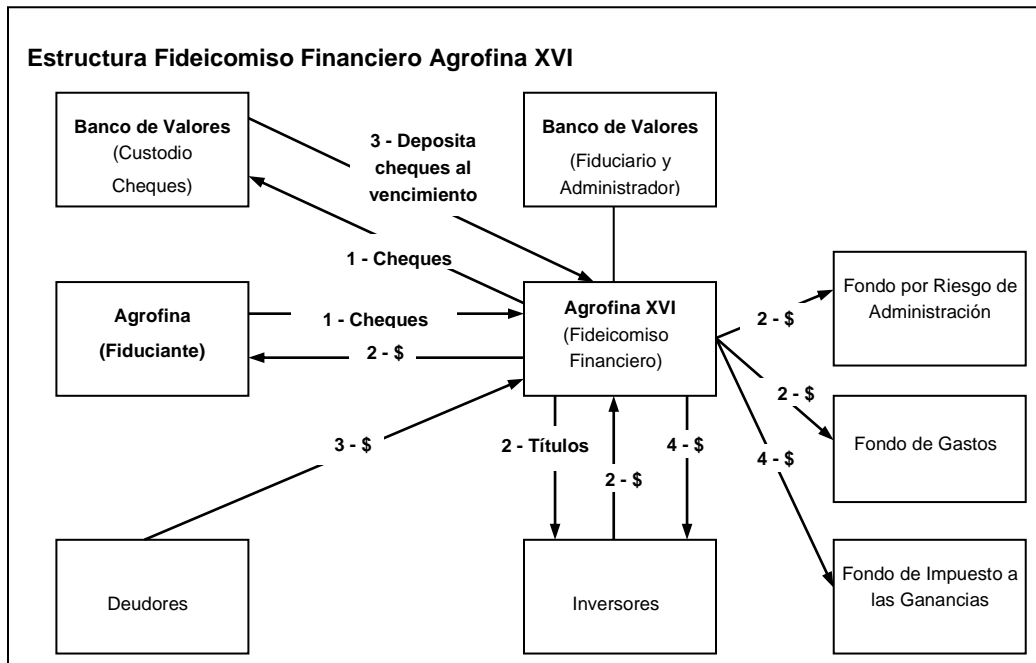 Estructura Fideicomiso Financiero Agrofina XVI
Banco de Valores
(Custodio
Cheques)
3 - Deposita
cheques al
vencimiento
Banco de Valores
(Fiduciario y
Administrador)
1 - Cheques
Agrofina
(Fiduciante)
1 - Cheques
2 - $
Agrofina XVI
(Fideicomiso
Financiero)
2 - $
Fondo por Riesgo de
Administración
2 - $
Fondo de Gastos
4 - $
3 - $
2 - Títulos
2 - $
4 - $
Deudores
Inversores
Fondo de Impuesto a
las Ganancias